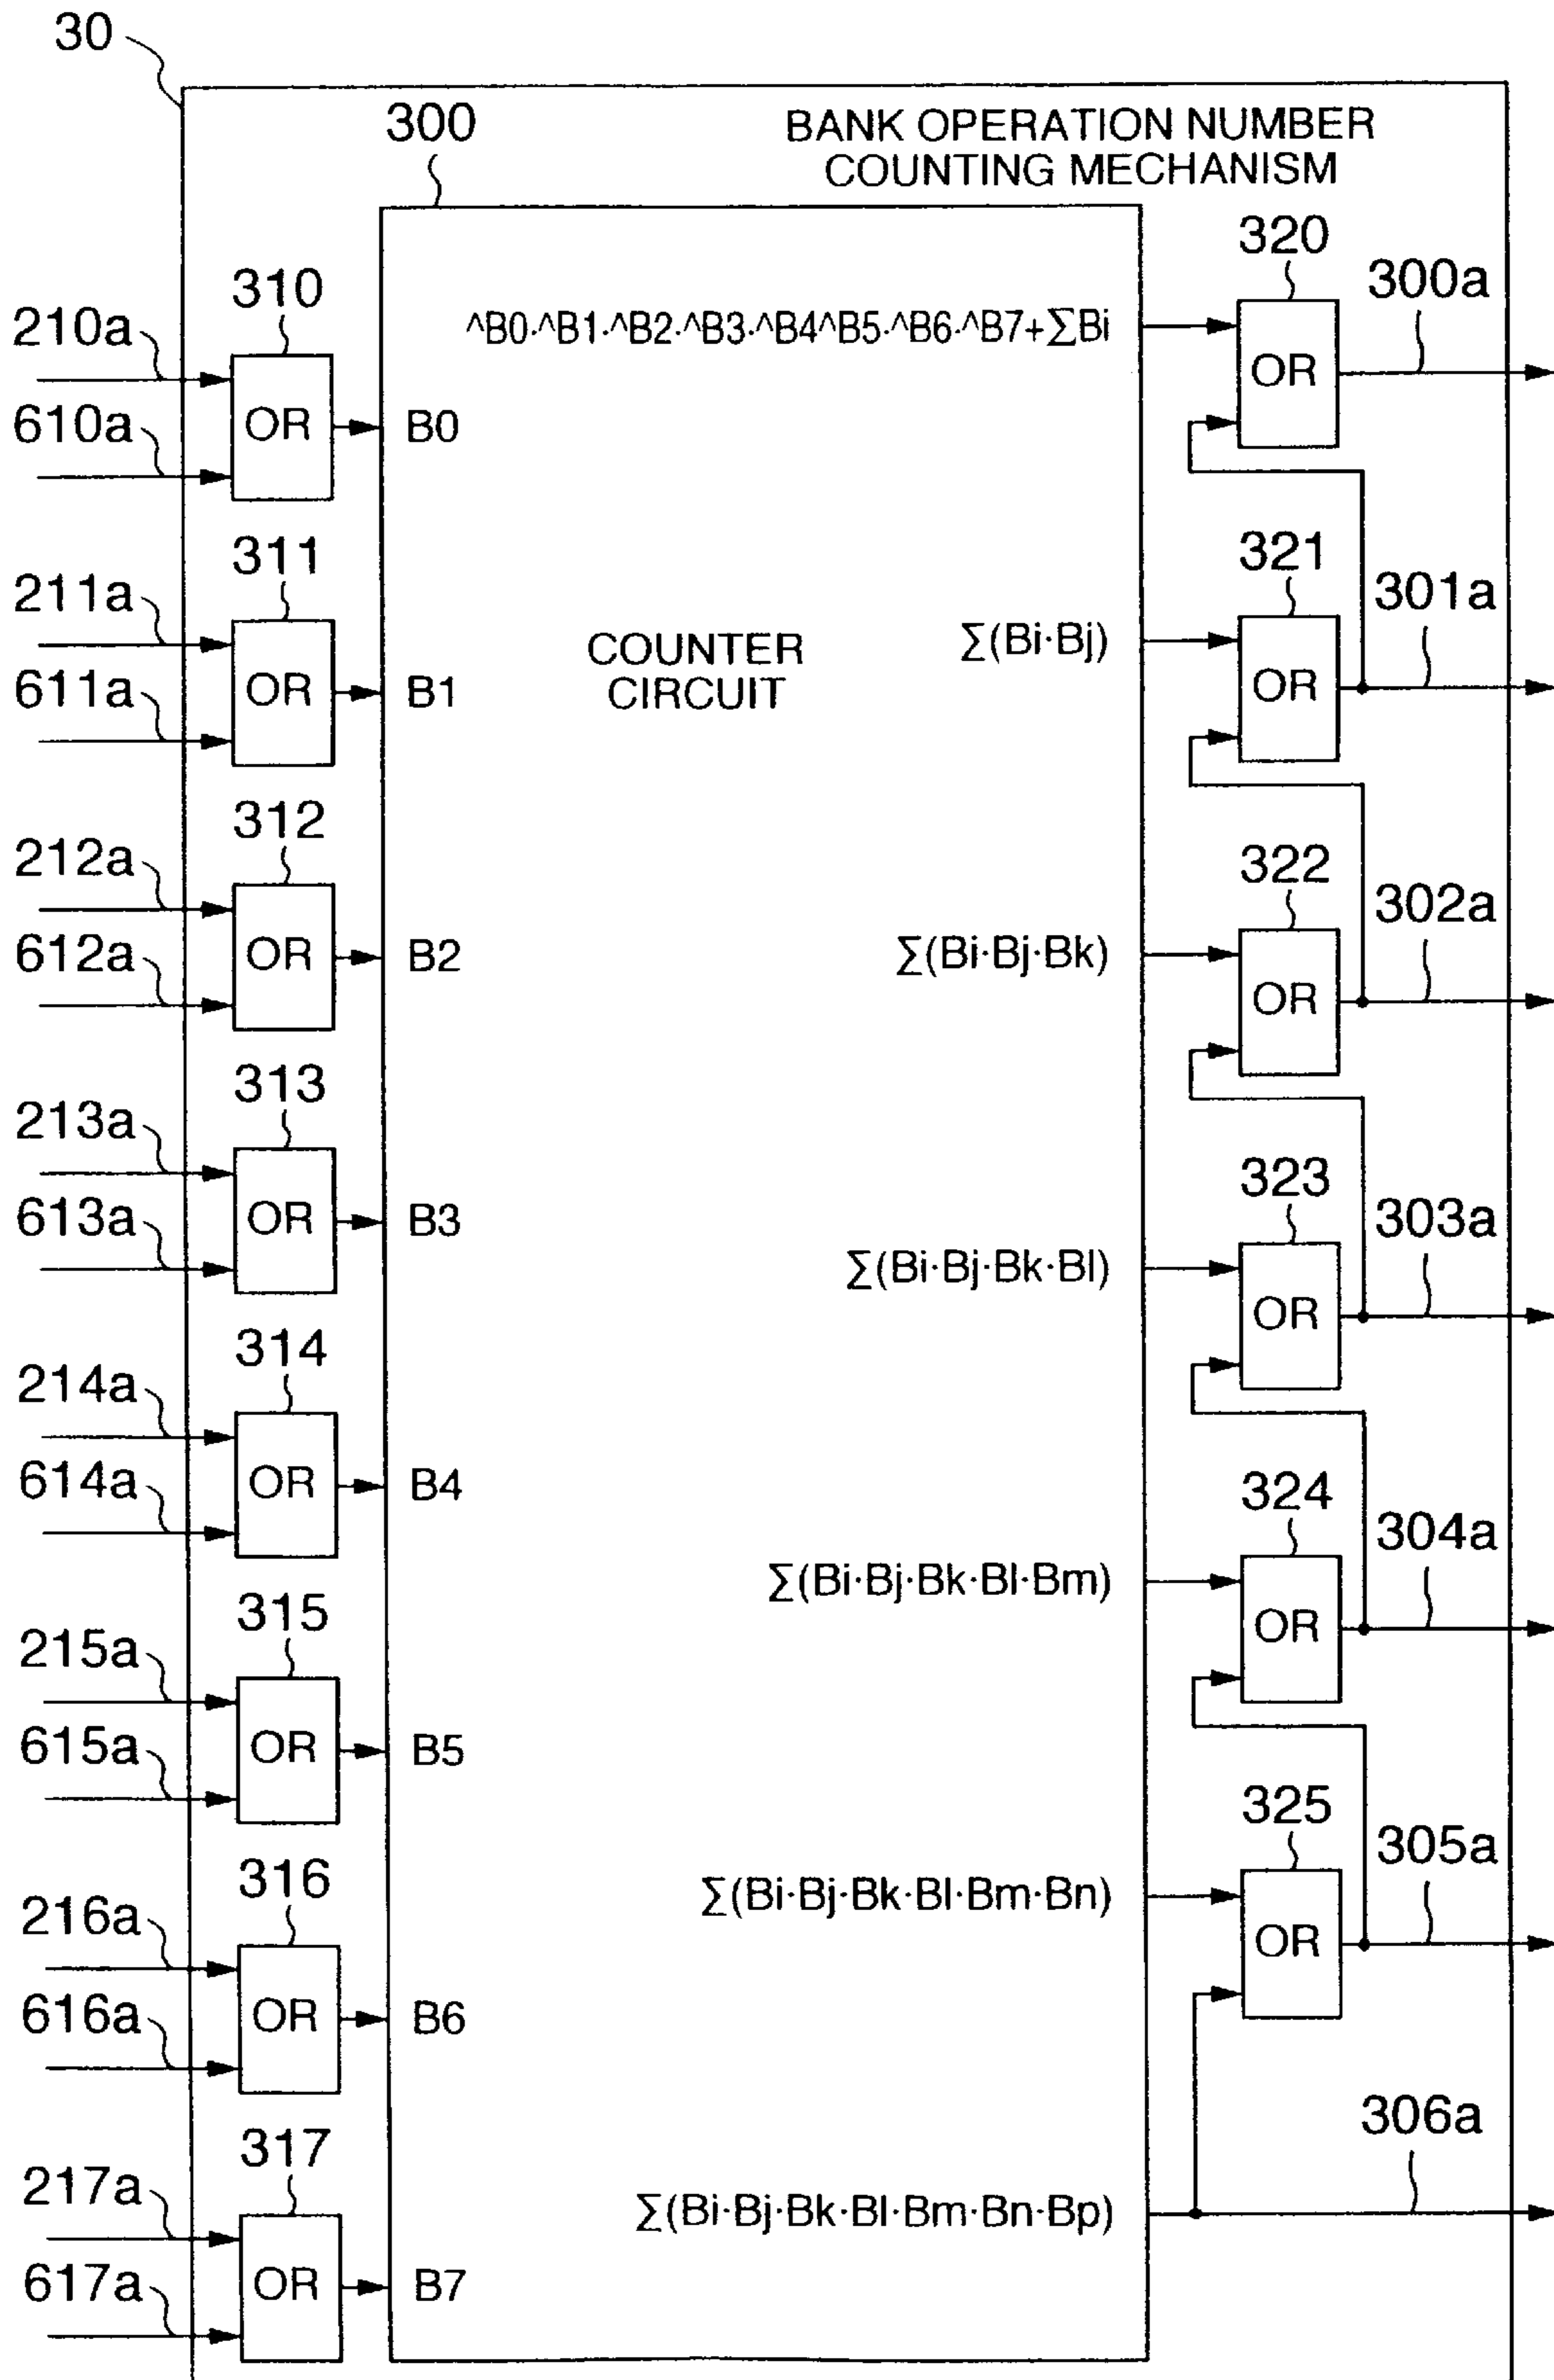 30
300
BANK OPERATION NUMBER
COUNTING MECHANISM
320
300a
310
^B0·^B1·^B2·^B3·^B4^B5·^B6·^B7+∑Bi
210a
OR
610a
OR
B0
311
321
301a
211a
COUNTER
CIRCUIT
∑(Bi·Bj)
611a
OR
B1
OR
312
322
302a
212a
612a
OR
B2
∑(Bi·Bj·Bk)
OR
313
323
303a
213a
613a
OR
B3
∑(Bi·Bj·Bk·Bl)
OR
314
324
304a
214a
614a
OR
B4
∑(Bi·Bj·Bk·Bl·Bm)
OR
315
325
305a
215a
615a
OR
B5
∑(Bi·Bj·Bk·Bl·Bm·Bn)
OR
316
216a
616a
OR
B6
306a
317
217a
∑(Bi·Bj·Bk·Bl·Bm·Bn·Bp)
617a
OR
B7